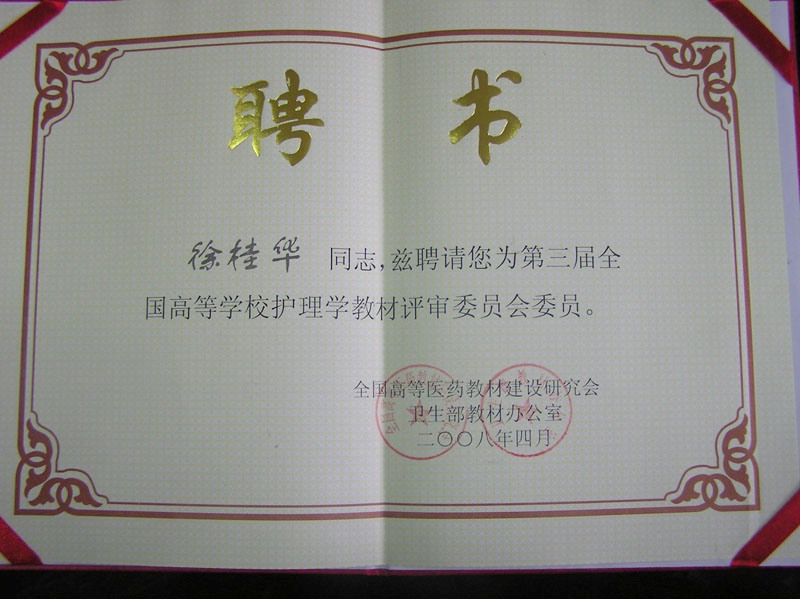 聘 书
徐桂华 同志，兹聘请您为第三届全
国高等学校护理学教材评审委员会委员。
全国高等医药教材建设研究会
卫生部教材办公室
二〇〇八年四月